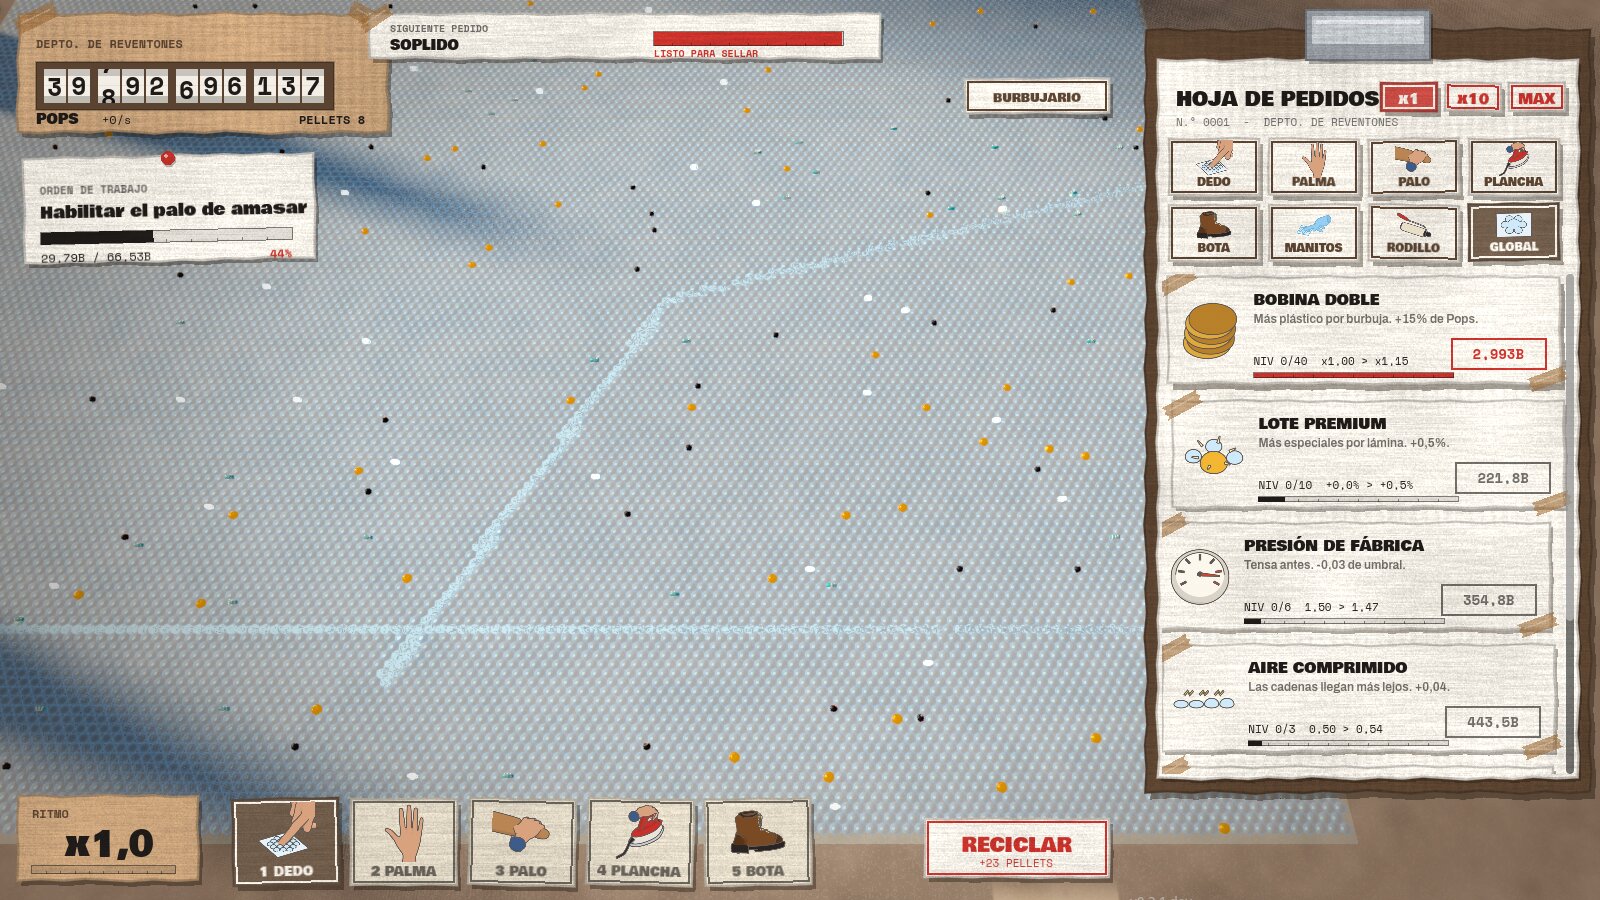 DEPTO. DE REVENTONES
39 892 696 137
POPS +0/s PELLETS 8
SIGUIENTE PEDIDO
SOPLIDO
LISTO PARA SELLAR
BURBUJARIO
ORDEN DE TRABAJO
Habilitar el palo de amasar
29.79B / 66.53B 44%
HOJA DE PEDIDOS x1 x10 MAX
N.° 0001 - DEPTO. DE REVENTONES
DEDO PALMA PALO PLANCHA
BOTA MANITOS RODILLO GLOBAL
BOBINA DOBLE
Más plástico por burbuja. +15% de Pops.
NIV 0/40 x1.00 > x1.15 2.993B
LOTE PREMIUM
Más especiales por lámina. +0,5%.
NIV 0/10 +0.0% > +0.5% 221.8B
PRESIÓN DE FÁBRICA
Tensa antes. -0,03 de umbral.
NIV 0/6 1.50 > 1.47 354.8B
AIRE COMPRIMIDO
Las cadenas llegan más lejos. +0,04.
NIV 0/3 0.50 > 0.54 443.5B
RITMO
x1,0
1 DEDO 2 PALMA 3 PALO 4 PLANCHA 5 BOTA
RECICLAR
+23 PELLETS